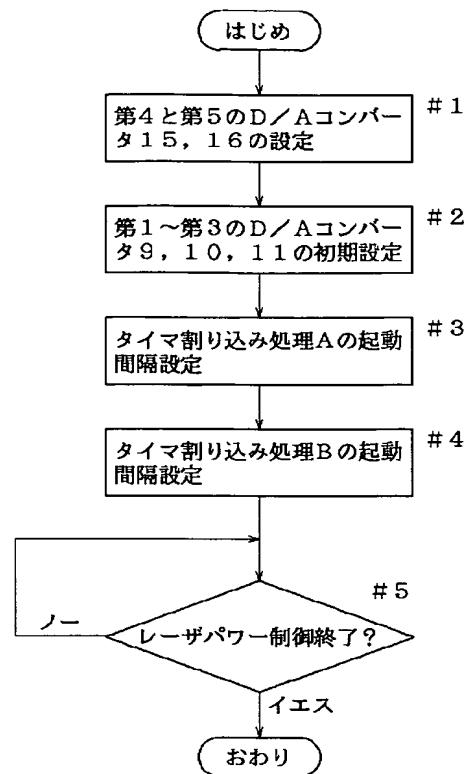 はじめ
#1
第4と第5のD/Aコンバー
タ15,16の設定
#2
第1~第3のD/Aコンバー
タ9,10,11の初期設定
#3
タイマ割り込み処理Aの起動
間隔設定
#4
タイマ割り込み処理Bの起動
間隔設定
#5
レーザパワー制御終了?
ノー
イエス
おわり